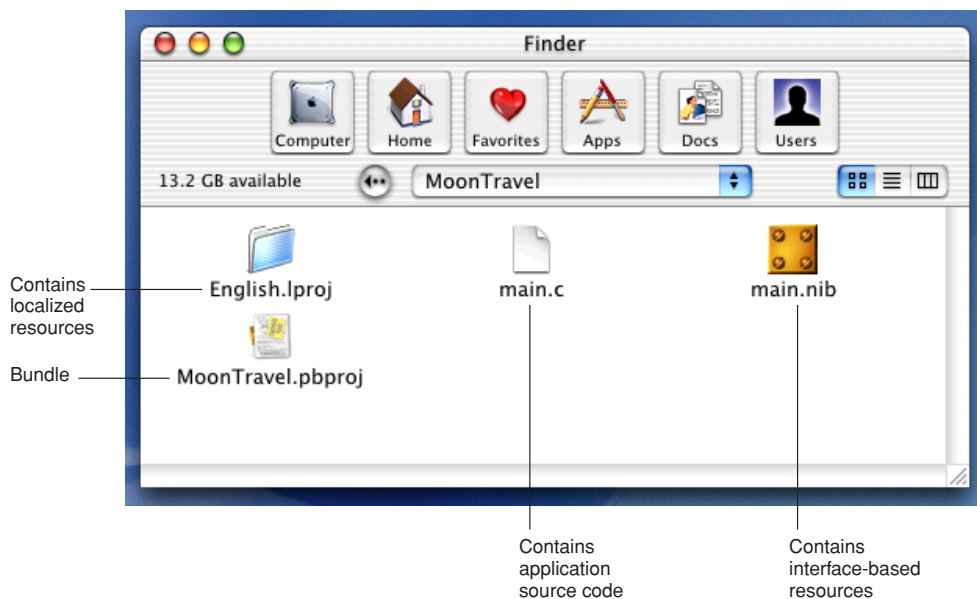 Finder
Computer Home Favorites Apps Docs Users
13.2 GB available MoonTravel
English.lproj main.c main.nib
Contains
localized
resources
MoonTravel.pbproj
Bundle
Contains
application
source code
Contains
interface-based
resources